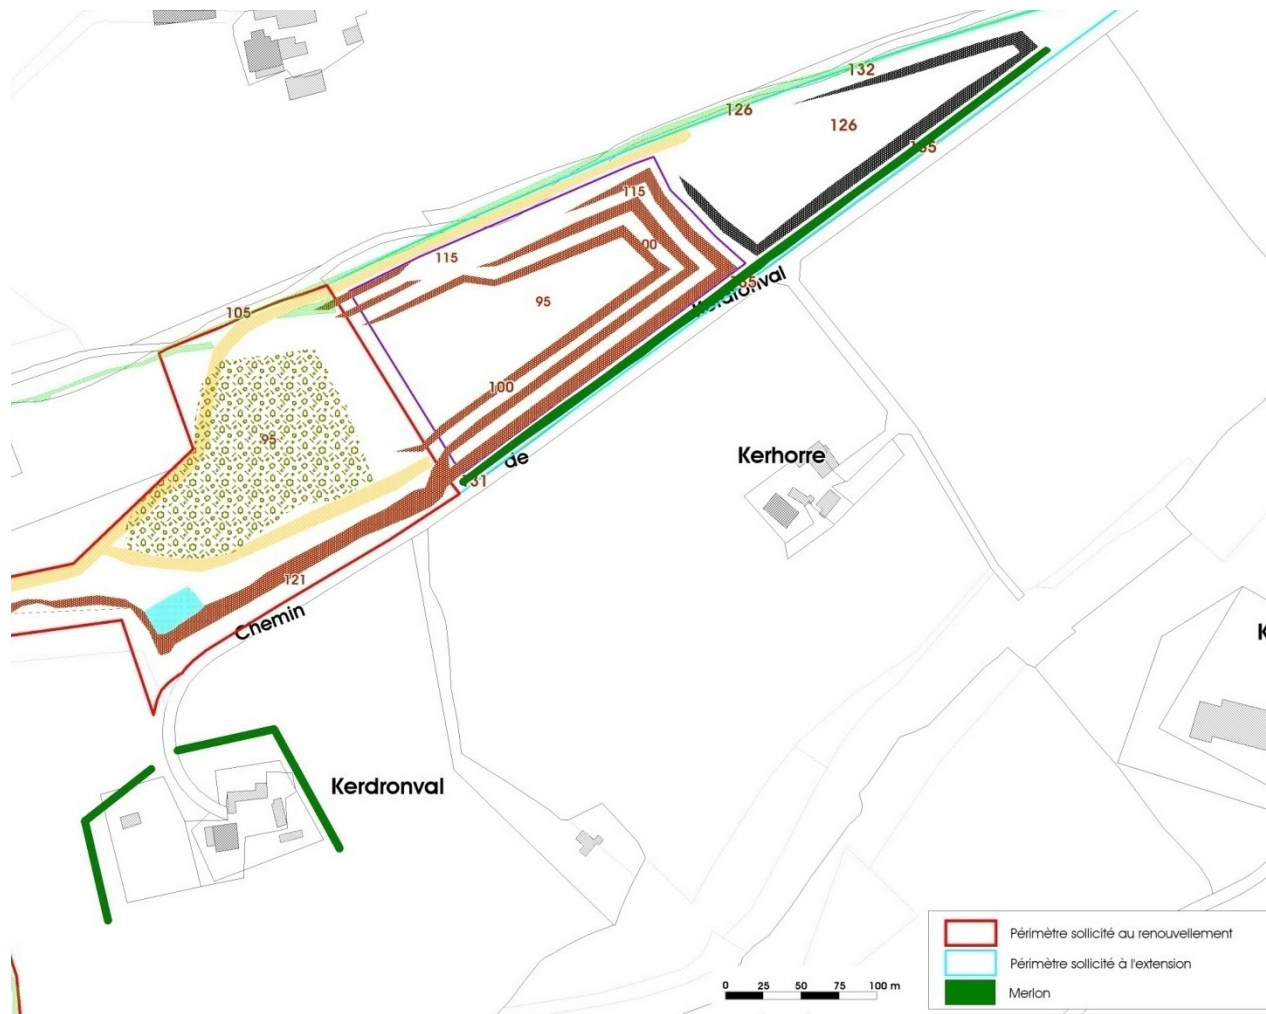 132
126
126
115
115
95
105
100
95
Kerhorre
de
121
Chemin
Kerdronval
Périmètre sollicité au renouvellement
Périmètre sollicité à l'extension
Merlon
0 25 50 75 100 m